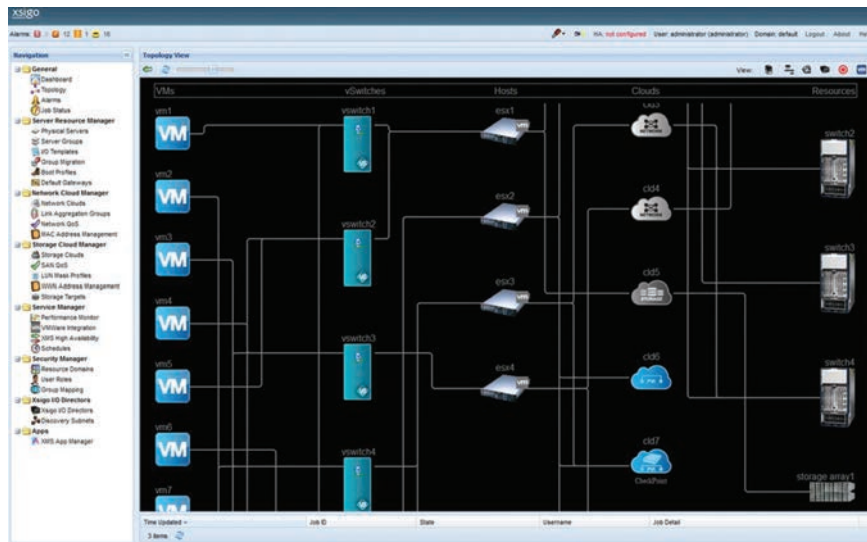 xsigo
Alarms: 12 1 16
HA: not configured User: administrator (administrator) Domain: default Logout About
Navigation
Topology View
General
Dashboard
Topology
Alarms
Job Status
Server Resource Manager
Physical Servers
Server Groups
I/O Templates
Group Migration
Boot Profiles
Default Gateways
Network Cloud Manager
Network Clouds
Link Aggregation Groups
Network QoS
MAC Address Management
Storage Cloud Manager
Storage Clouds
SAN QoS
LUN Mask Profiles
WWN Address Management
Storage Targets
Service Manager
Performance Monitor
VMWare Integration
XMS High Availability
Schedules
Security Manager
Resource Domains
User Roles
Group Mapping
Xsigo I/O Directors
Xsigo I/O Directors
Discovery Subnets
Apps
XMS App Manager
View:
VMs vSwitches Hosts Clouds Resources
vm1 vswitch1 esx1
VM NETWORK switch2
vm2 esx2 cld4
VM vswitch2 NETWORK
vm3 esx3 cld5 switch3
VM STORAGE
vm4
VM vswitch3 esx4 cld6 switch4
vm5
VM
vm6 vswitch4 cld7
VM CheckPoint
vm7 storage array1
VM
Time Updated Job ID State Username Job Detail
3 items